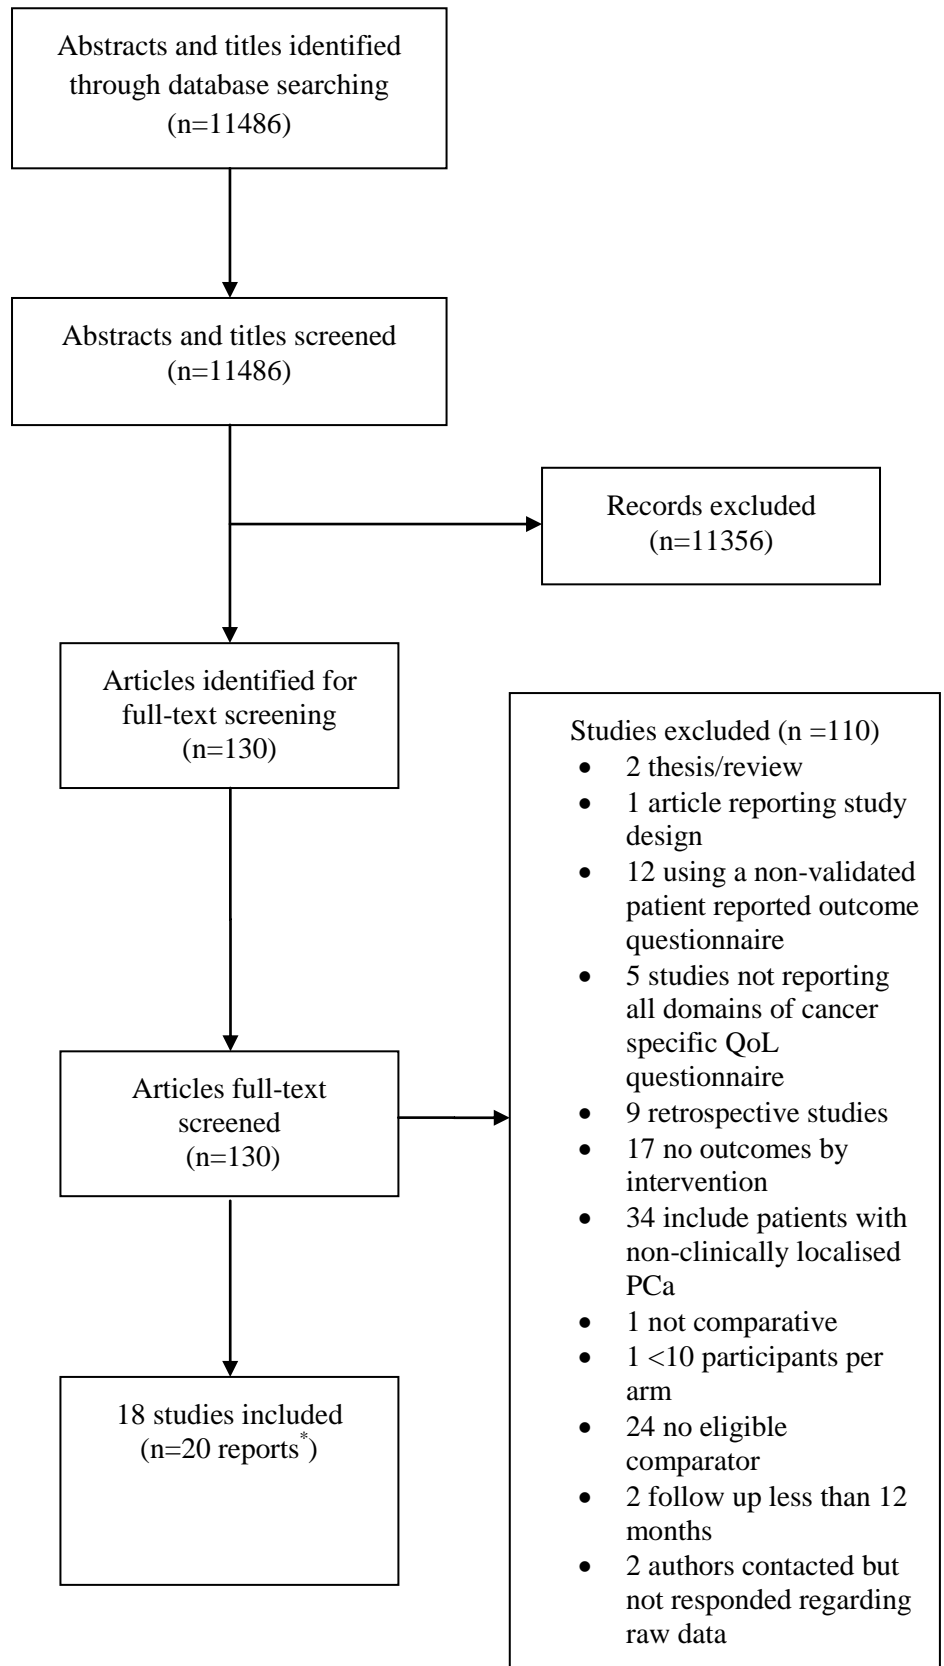 Abstracts and titles identified
through database searching
(n=11486)
Abstracts and titles screened
(n=11486)
Records excluded
(n=11356)
Articles identified for
full-text screening
(n=130)
Articles full-text
screened
(n=130)
Studies excluded (n =110)
• 2 thesis/review
• 1 article reporting study
design
• 12 using a non-validated
patient reported outcome
questionnaire
• 5 studies not reporting
all domains of cancer
specific QoL
questionnaire
• 9 retrospective studies
• 17 no outcomes by
intervention
• 34 include patients with
non-clinically localised
PCa
• 1 not comparative
• 1 <10 participants per
arm
• 24 no eligible
comparator
• 2 follow up less than 12
months
• 2 authors contacted but
not responded regarding
raw data
18 studies included
(n=20 reports*)